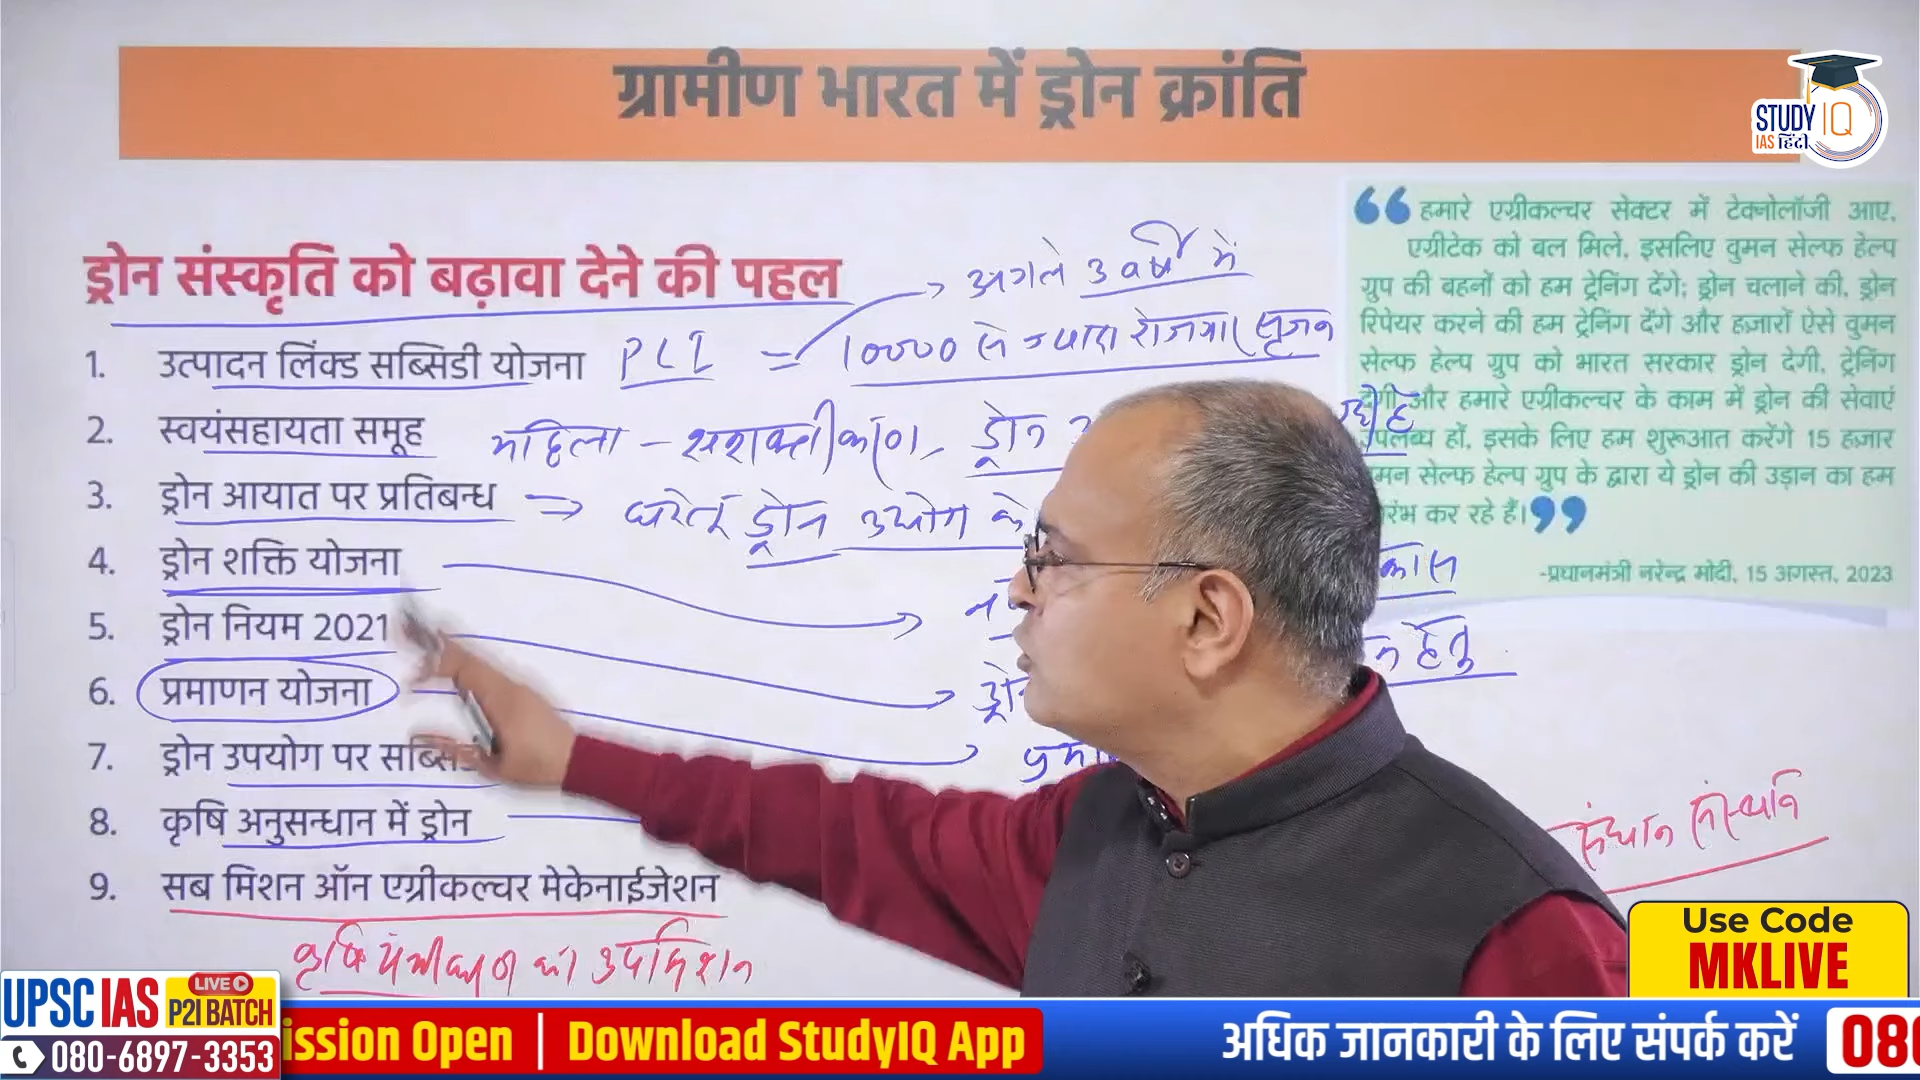 ग्रामीण भारत में ड्रोन क्रांति
STUDY IQ
IAS हिंदी
ड्रोन संस्कृति को बढ़ावा देने की पहल
1. उत्पादन लिंक्ड सब्सिडी योजना PLI =
अगले 3 वर्षो में
10000 से ज्यादा रोजगार सृजन
2. स्वयंसहायता समूह महिला - सशक्तीकरण, ड्रोन
3. ड्रोन आयात पर प्रतिबन्ध ⇒ घरेलू ड्रोन उद्योग के
4. ड्रोन शक्ति योजना
5. ड्रोन नियम 2021
हेतु
6. प्रमाणन योजना
7. ड्रोन उपयोग पर
8. कृषि अनुसन्धान में ड्रोन
संस्थान
9. सब मिशन ऑन एग्रीकल्चर मेकेनाईजेशन
कृषि यंत्रीकरण का उपमिशन
“हमारे एग्रीकल्चर सेक्टर में टेक्नोलॉजी आए,
एग्रीटेक को बल मिले, इसलिए वुमन सेल्फ हेल्प
ग्रुप की बहनों को हम ट्रेनिंग देंगे; ड्रोन चलाने की, ड्रोन
रिपेयर करने की हम ट्रेनिंग देंगे और हज़ारों ऐसे वुमन
सेल्फ हेल्प ग्रुप को भारत सरकार ड्रोन देगी, ट्रेनिंग
और हमारे एग्रीकल्चर के काम में ड्रोन की सेवाएं
हों, इसके लिए हम शुरूआत करेंगे 15 हज़ार
सेल्फ हेल्प ग्रुप के द्वारा ये ड्रोन की उड़ान का हम
कर रहे हैं।”
-प्रधानमंत्री नरेन्द्र मोदी, 15 अगस्त, 2023
Use Code
MKLIVE
UPSC IAS LIVE
P2I BATCH
080-6897-3353
ission Open | Download StudyIQ App
अधिक जानकारी के लिए संपर्क करें
080